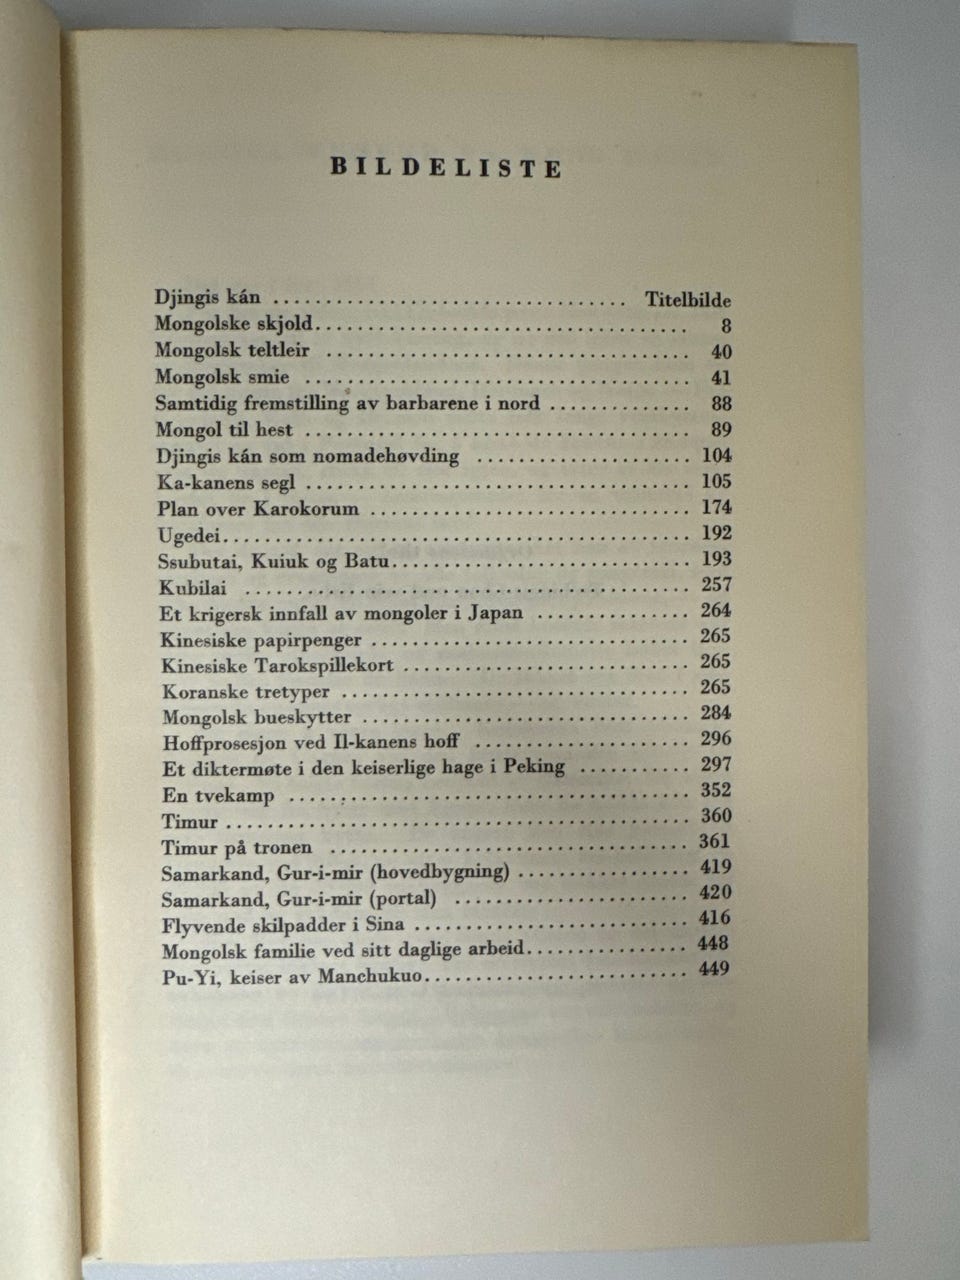 BILDELISTE
Djingis kán ................................. Titelbilde
Mongolske skjold.................................... 8
Mongolsk teltleir ................................... 40
Mongolsk smie ..................................... 41
Samtidig fremstilling av barbarene i nord .............. 88
Mongol til hest ..................................... 89
Djingis kán som nomadehøvding ..................... 104
Ka-kanens segl ..................................... 105
Plan over Karokorum ............................... 174
Ugedei............................................. 192
Ssubutai, Kuiuk og Batu............................. 193
Kubilai ........................................... 257
Et krigersk innfall av mongoler i Japan ............... 264
Kinesiske papirpenger ............................... 265
Kinesiske Tarokspillekort ............................ 265
Koranske tretyper .................................. 265
Mongolsk bueskytter ................................ 284
Hoffprosesjon ved Il-kanens hoff ..................... 296
Et diktermøte i den keiserlige hage i Peking ........... 297
En tvekamp ....................................... 352
Timur ............................................. 360
Timur på tronen ................................... 361
Samarkand, Gur-i-mir (hovedbygning) ................. 419
Samarkand, Gur-i-mir (portal) ....................... 420
Flyvende skilpadder i Sina ........................... 416
Mongolsk familie ved sitt daglige arbeid................ 448
Pu-Yi, keiser av Manchukuo.......................... 449